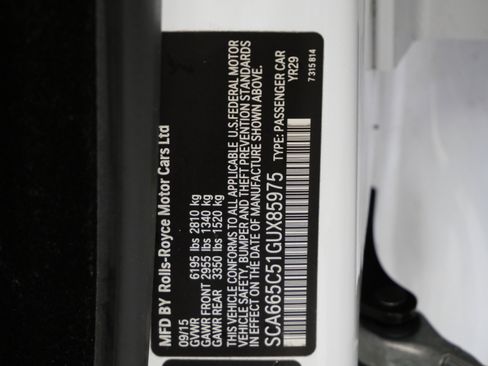 MFD BY Rolls-Royce Motor Cars Ltd
09/15
GVWR 6195 lbs 2810 kg
GAWR FRONT 2955 lbs 1340 kg
GAWR REAR 3350 lbs 1520 kg
THIS VEHICLE CONFORMS TO ALL APPLICABLE U.S.FEDERAL MOTOR
VEHICLE SAFETY, BUMPER AND THEFT PREVENTION STANDARDS
IN EFFECT ON THE DATE OF MANUFACTURE SHOWN ABOVE.
SCA665C51GUX85975 TYPE: PASSENGER CAR
YR29
7315814